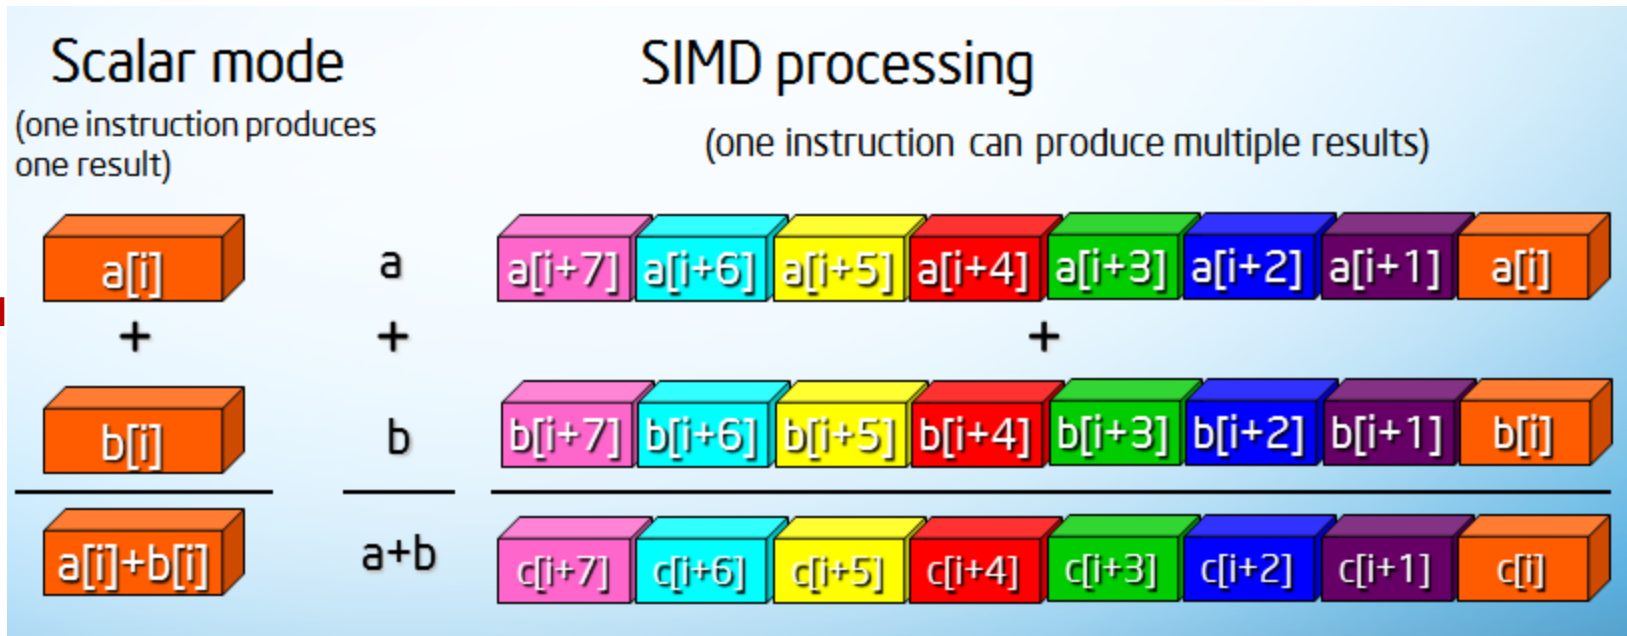 Scalar mode
(one instruction produces
one result)
SIMD processing
(one instruction can produce multiple results)
a[i]
a
a[i+7] a[i+6] a[i+5] a[i+4] a[i+3] a[i+2] a[i+1] a[i]
+
+
+
b[i]
b
b[i+7] b[i+6] b[i+5] b[i+4] b[i+3] b[i+2] b[i+1] b[i]
a[i]+b[i]
a+b
c[i+7] c[i+6] c[i+5] c[i+4] c[i+3] c[i+2] c[i+1] c[i]